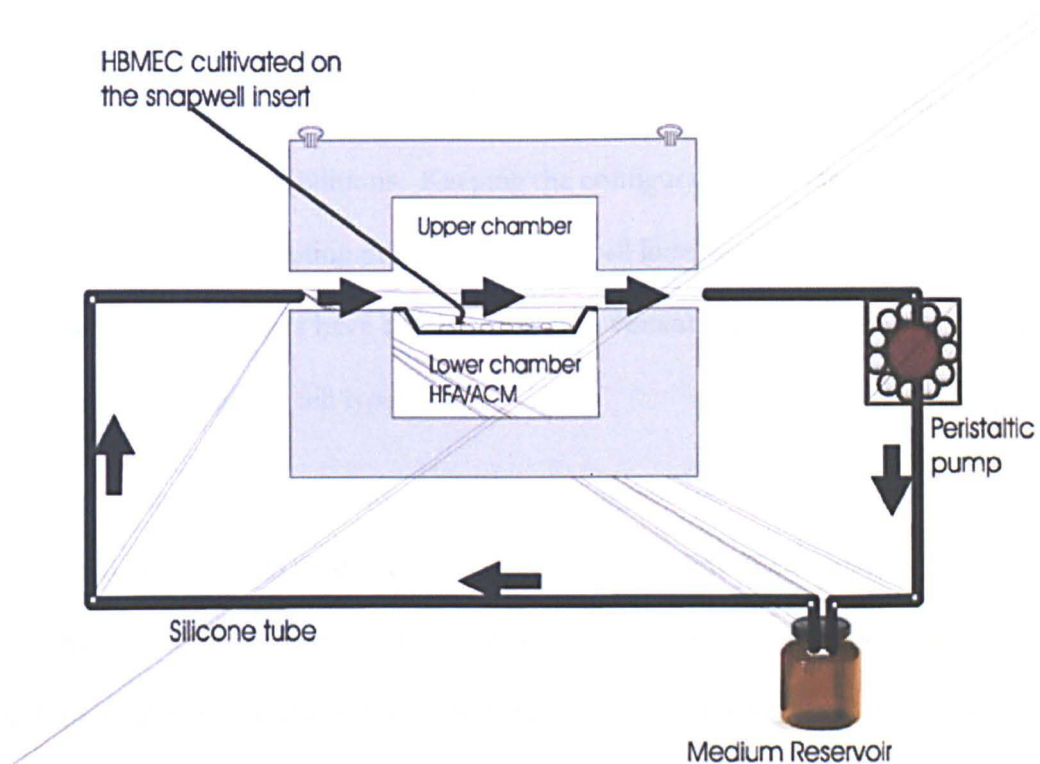 HBMEC cultivated on
the snapwell insert
Upper chamber
Lower chamber
HFA/ACM
Peristaltic
pump
Silicone tube
Medium Reservoir